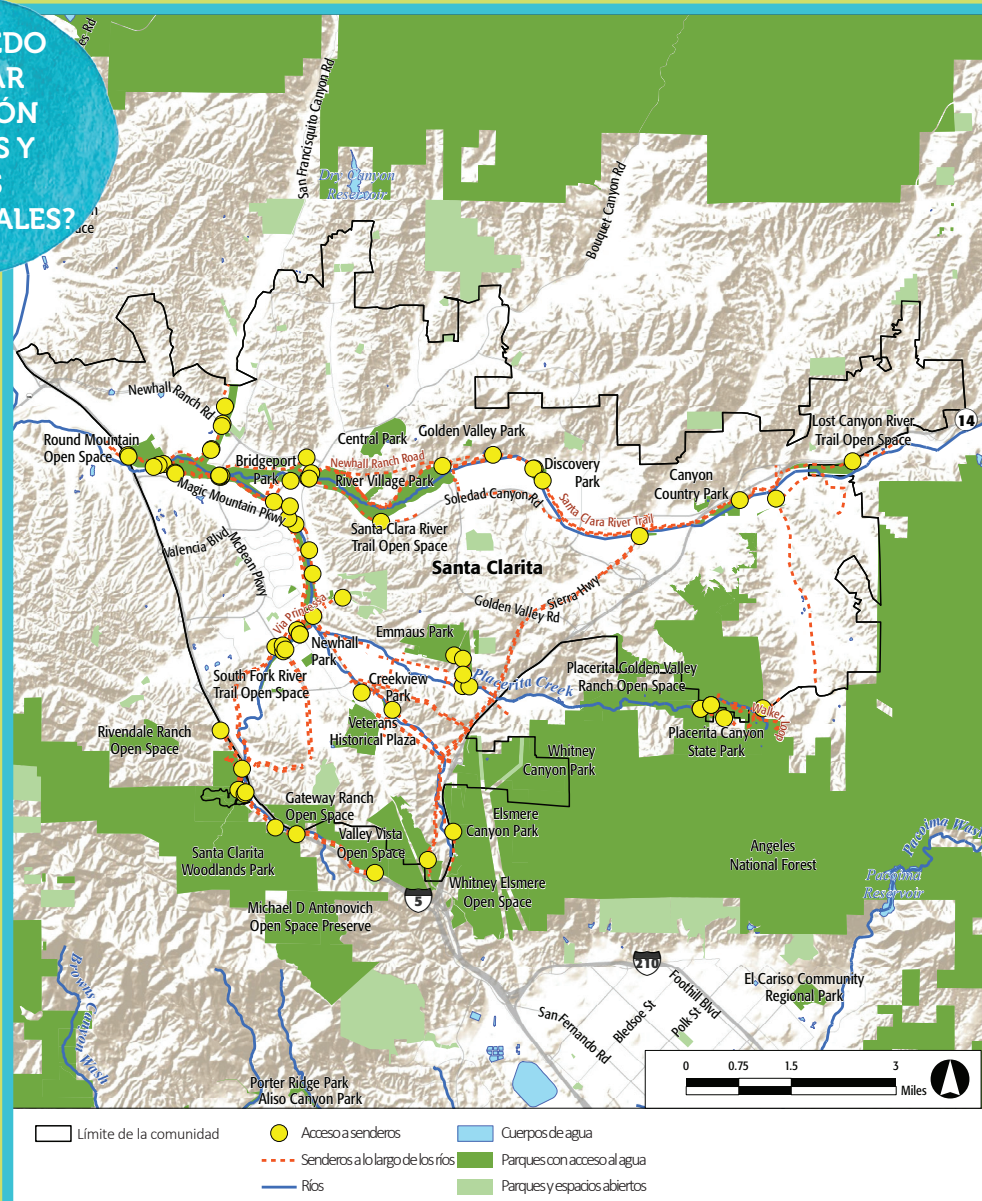 es Rd
EDO
AR
ÓN
S Y
S
ALES?
n
ace
San Francisquito Canyon Rd
Dry Canyon
Reservoir
Bouquet Canyon Rd
Newhall Ranch Rd
Round Mountain
Open Space
Bridgeport
Park
Central Park
Newhall Ranch Road
River Village Park
Golden Valley Park
Discovery
Park
Soledad Canyon Rd
Santa Clara River Trail
Canyon
Country Park
Lost Canyon River
Trail Open Space
14
Magic Mountain Pkwy
Valencia Blvd
McBean Pkwy
Santa Clara River
Trail Open Space
Santa Clarita
Sierra Hwy
Golden Valley Rd
Via Princessa
Emmaus Park
Newhall
Park
South Fork River
Trail Open Space
Creekview
Park
Placerita Creek
Placerita Golden Valley
Ranch Open Space
Walker
Loop
Placerita Canyon
State Park
Veterans
Historical Plaza
Rivendale Ranch
Open Space
Whitney
Canyon Park
Gateway Ranch
Open Space
Elsmere
Canyon Park
Valley Vista
Open Space
Santa Clarita
Woodlands Park
Angeles
National Forest
Pacoima Wash
Pacoima
Reservoir
Whitney Elsmere
Open Space
5
Michael D Antonovich
Open Space Preserve
210
El Cariso Community
Regional Park
Foothill Blvd
Polk St
Bledsoe St
San Fernando Rd
Browns Canyon Wash
Porter Ridge Park
Aliso Canyon Park
0 0.75 1.5 3
Miles
Límite de la comunidad
Acceso a senderos
Senderos a lo largo de los ríos
Ríos
Cuerpos de agua
Parques con acceso al agua
Parques y espacios abiertos